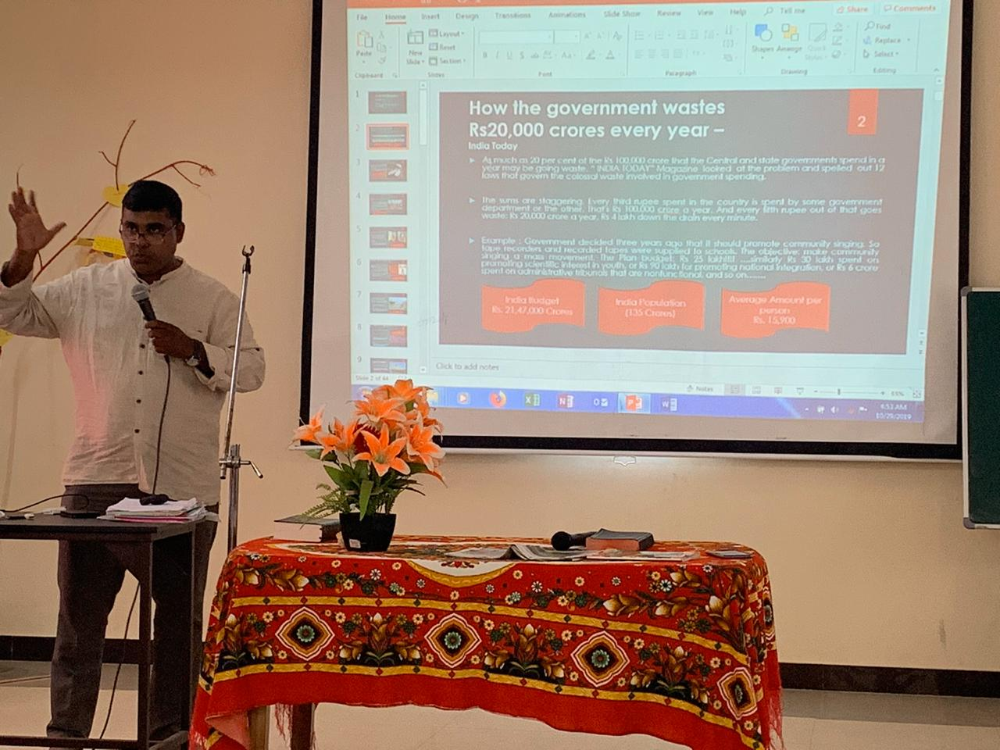 File Home Insert Design Transitions Animations Slide Show Review View Help Tell me Share Comments
Paste
New
Slide
Layout
Reset
Section
Shapes Arrange Quick
Styles
Find
Replace
Select
Clipboard Slides Font Paragraph Drawing Editing
1
2
3
4
5
6
7
8
9
How the government wastes
Rs20,000 crores every year –
India Today
2
As much as 20 per cent of the Rs 100,000 crore that the Central and state governments spend in a
year may be going waste. " INDIA TODAY" Magazine looked at the problem and spelled out 12
laws that govern the colossal waste involved in government spending.
The sums are staggering. Every third rupee spent in the country is spent by some government
department or the other. That's Rs 100,000 crore a year. And every fifth rupee out of that goes
waste: Rs 20,000 crore a year, Rs 4 lakh down the drain every minute.
Example : Government decided three years ago that it should promote community singing. So
tape recorders and recorded tapes were supplied to schools. The objective: make community
singing a mass movement. The Plan budget: Rs 25 lakh!!!! ....similarly Rs 30 lakh spent on
promoting scientific interest in youth, or Rs 90 lakh for promoting national integration, or Rs 6 crore
spent on administrative tribunals that are nonfunctional, and so on.......
India Budget
Rs. 21,47,000 Crores
India Population
(135 Crores)
Average Amount per
person
Rs. 15,900
Click to add notes
Slide 2 of 44
Notes
65%
6:53 AM
10/29/2019